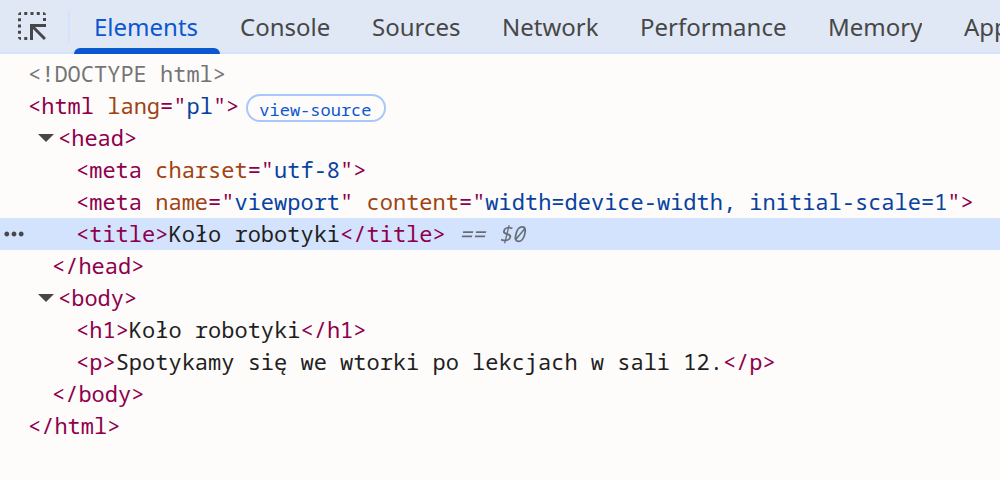 Elements Console Sources Network Performance Memory App
<!DOCTYPE html>
<html lang="pl"> view-source
<head>
<meta charset="utf-8">
<meta name="viewport" content="width=device-width, initial-scale=1">
<title>Koło robotyki</title> == $0
</head>
<body>
<h1>Koło robotyki</h1>
<p>Spotykamy się we wtorki po lekcjach w sali 12.</p>
</body>
</html>